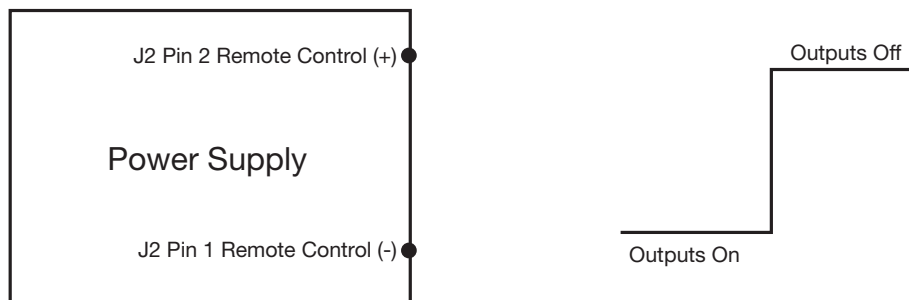 J2 Pin 2 Remote Control (+)
Outputs Off
Power Supply
J2 Pin 1 Remote Control (-)
Outputs On